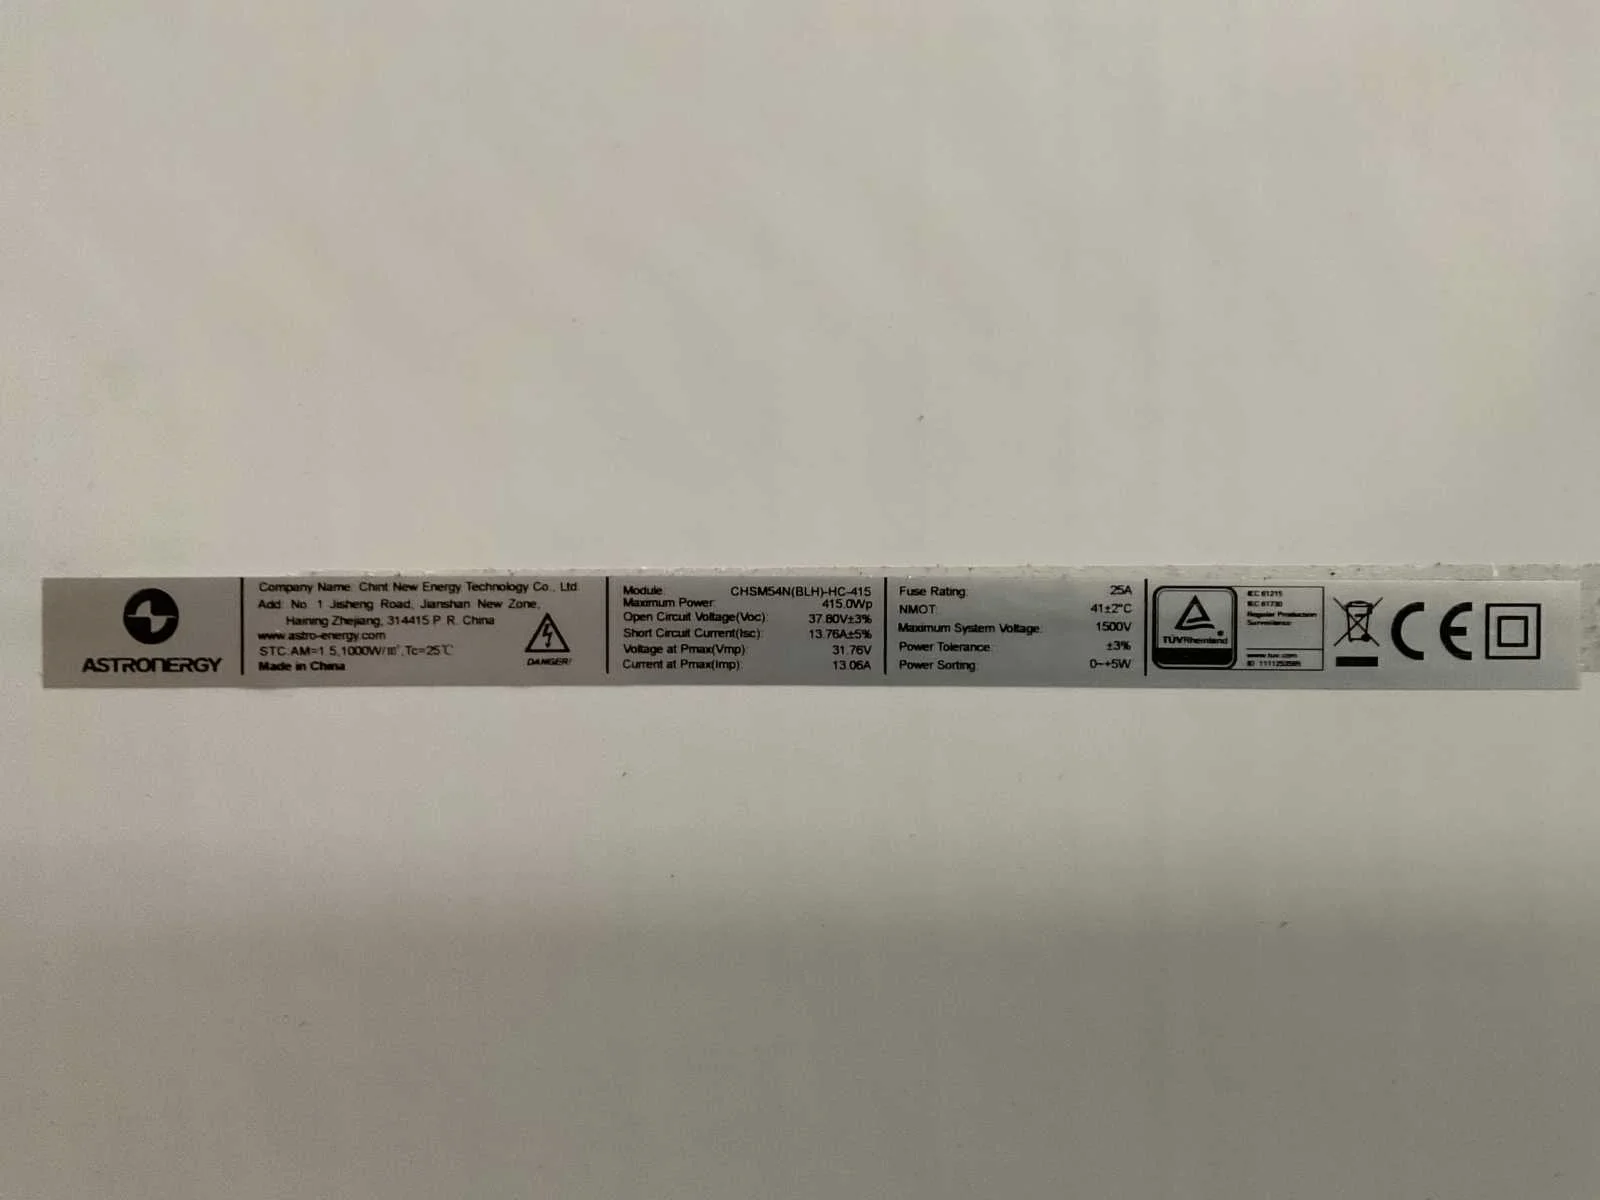 ASTRONERGY
Company Name: Chint New Energy Technology Co., Ltd
Add: No. 1 Jisheng Road, Jianshan New Zone,
Haining Zhejiang, 314415 P. R. China
www.astro-energy.com
STC: AM=1.5,1000W/㎡,Tc=25℃
Made in China
DANGER!
Module: CHSM54N(BLH)-HC-415
Maximum Power: 415.0Wp
Open Circuit Voltage(Voc): 37.80V±3%
Short Circuit Current(Isc): 13.76A±5%
Voltage at Pmax(Vmp): 31.76V
Current at Pmax(Imp): 13.06A
Fuse Rating: 25A
NMOT: 41±2°C
Maximum System Voltage: 1500V
Power Tolerance: ±3%
Power Sorting: 0~+5W
TÜVRheinland
IEC 61215
IEC 61730
Regular Production
Surveillance
www.tuv.com
ID
CE